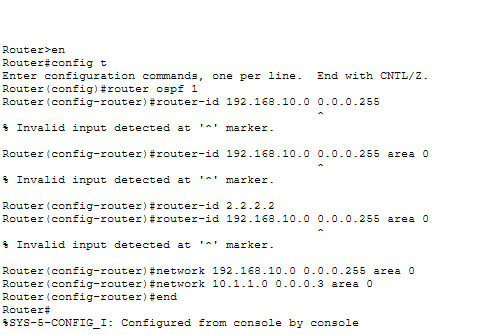 Router>en
Router#config t
Enter configuration commands, one per line.  End with CNTL/Z.
Router(config)#router ospf 1
Router(config-router)#router-id 192.168.10.0 0.0.0.255
^
% Invalid input detected at '^' marker.
Router(config-router)#router-id 192.168.10.0 0.0.0.255 area 0
^
% Invalid input detected at '^' marker.
Router(config-router)#router-id 2.2.2.2
Router(config-router)#router-id 192.168.10.0 0.0.0.255 area 0
^
% Invalid input detected at '^' marker.
Router(config-router)#network 192.168.10.0 0.0.0.255 area 0
Router(config-router)#network 10.1.1.0 0.0.0.3 area 0
Router(config-router)#end
Router#
%SYS-5-CONFIG_I: Configured from console by console